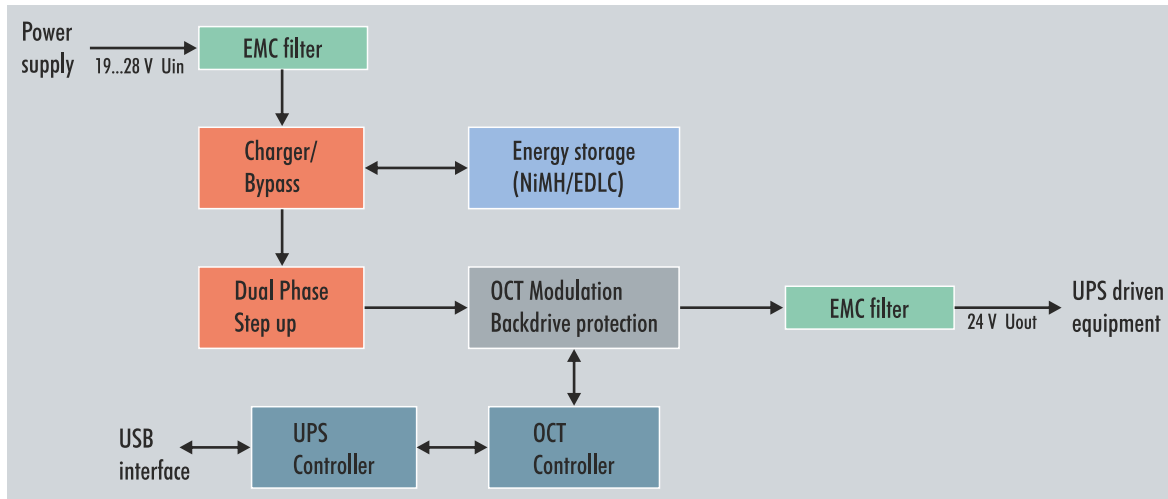 Power
supply
19...28 V Uin
EMC filter
Charger/
Bypass
Energy storage
(NiMH/EDLC)
Dual Phase
Step up
OCT Modulation
Backdrive protection
EMC filter
24 V Uout
UPS driven
equipment
USB
interface
UPS
Controller
OCT
Controller